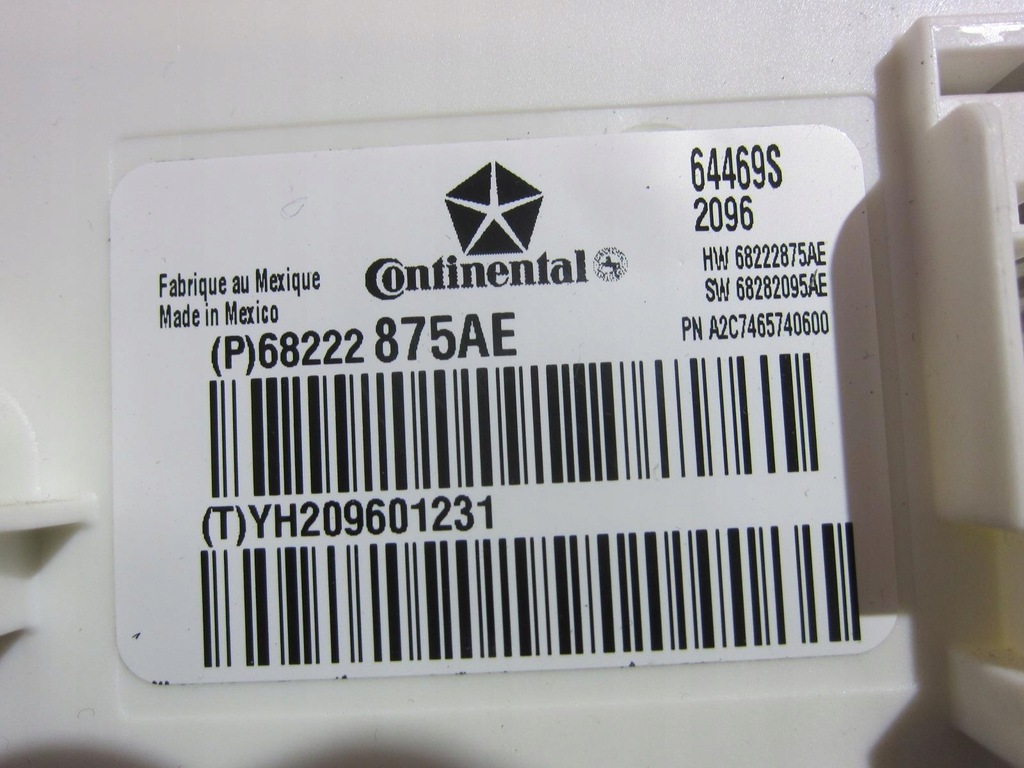 64469S
2096
Continental
HW 68222875AE
SW 68282095AE
Fabrique au Mexique
Made in Mexico
PN A2C7465740600
(P)68222 875AE
(T)YH209601231